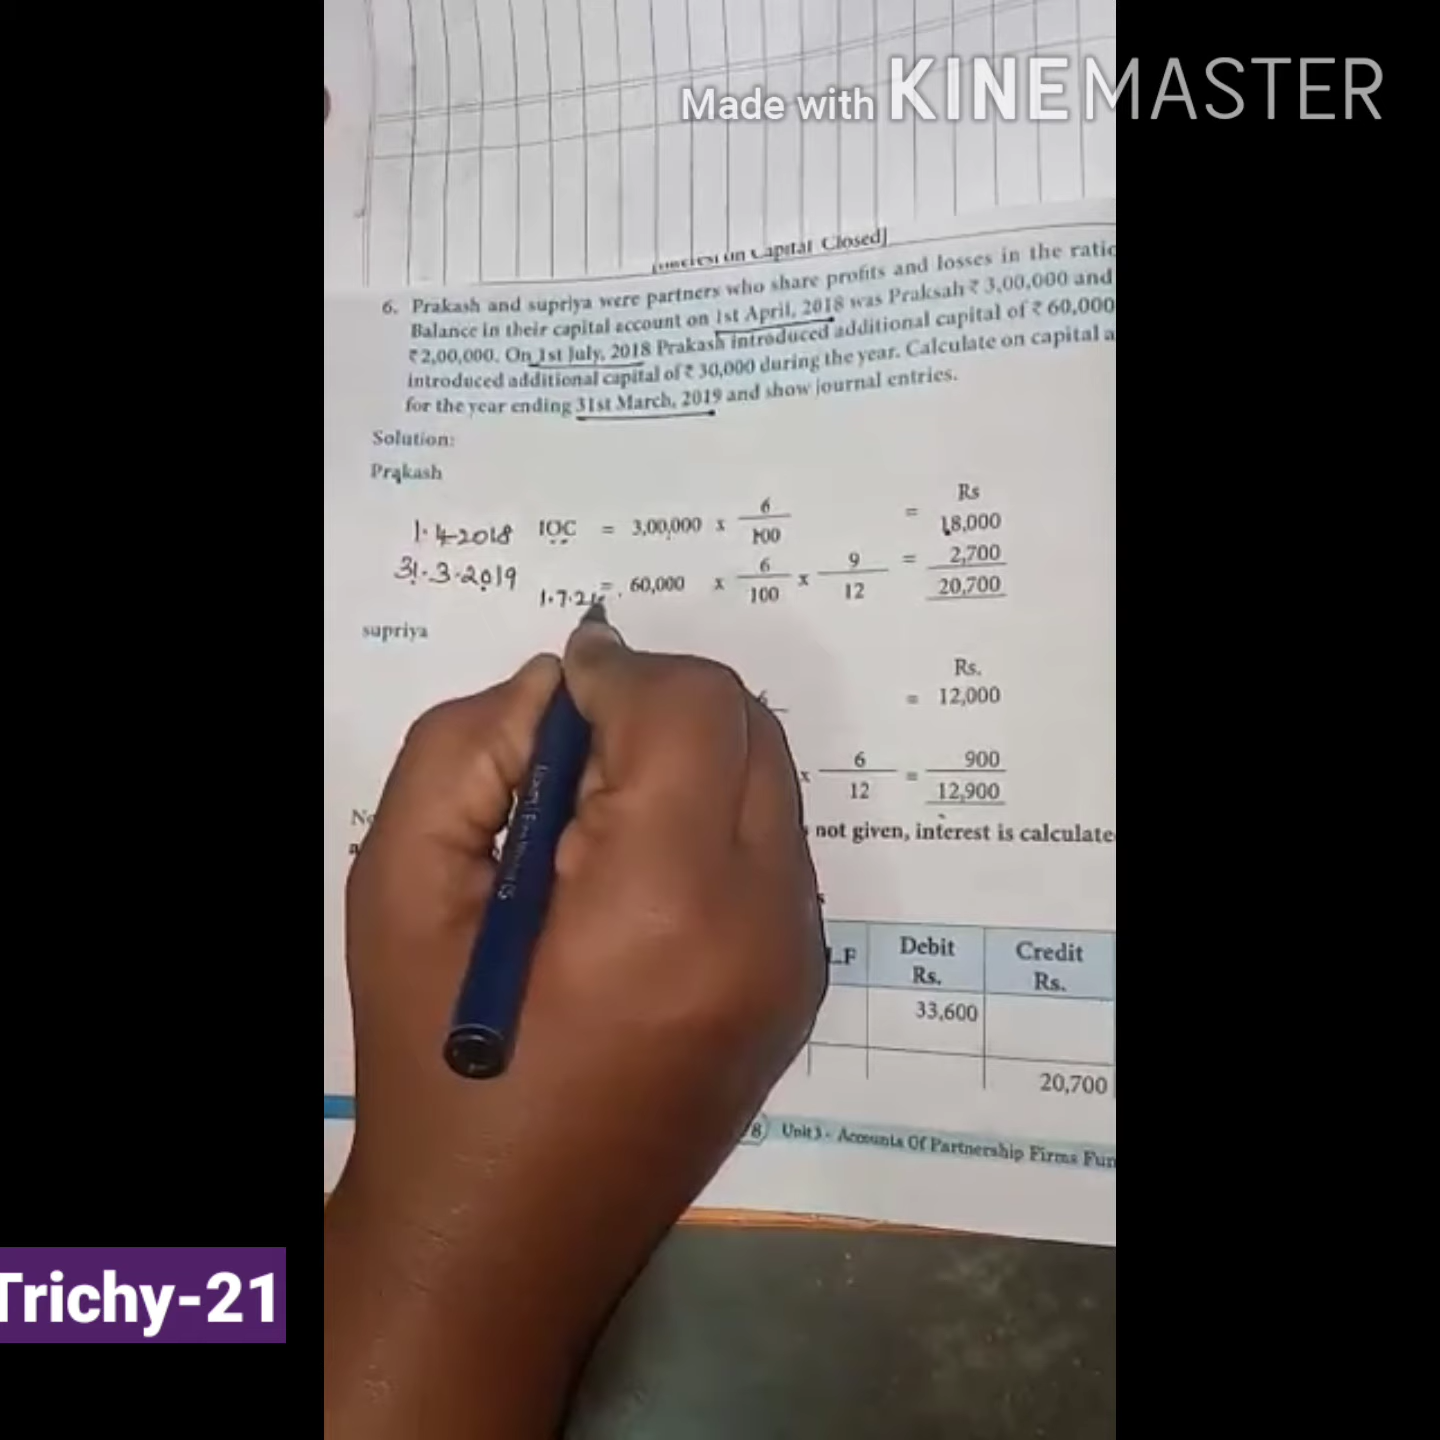 Made with KINEMASTER
on Capital Closed]
6. Prakash and supriya were partners who share profits and losses in the ratio
Balance in their capital account on 1st April, 2018 was Praksah ₹ 3,00,000 and
₹ 2,00,000. On 1st July, 2018 Prakash introduced additional capital of ₹ 60,000
introduced additional capital of ₹ 30,000 during the year. Calculate on capital
for the year ending 31st March, 2019 and show journal entries.
Solution:
Prakash
Rs
1.4.2018 IOC = 3,00,000 x 6/100 = 18,000
31.3.2019
1.7.2 = 60,000 x 6/100 x 9/12 = 2,700
20,700
supriya
Rs.
6 = 12,000
x 6/12 = 900
12,900
not given, interest is calculate
LF Debit Rs. Credit Rs.
33,600
20,700
78 Unit 3 - Accounts Of Partnership Firms Fun
Trichy-21